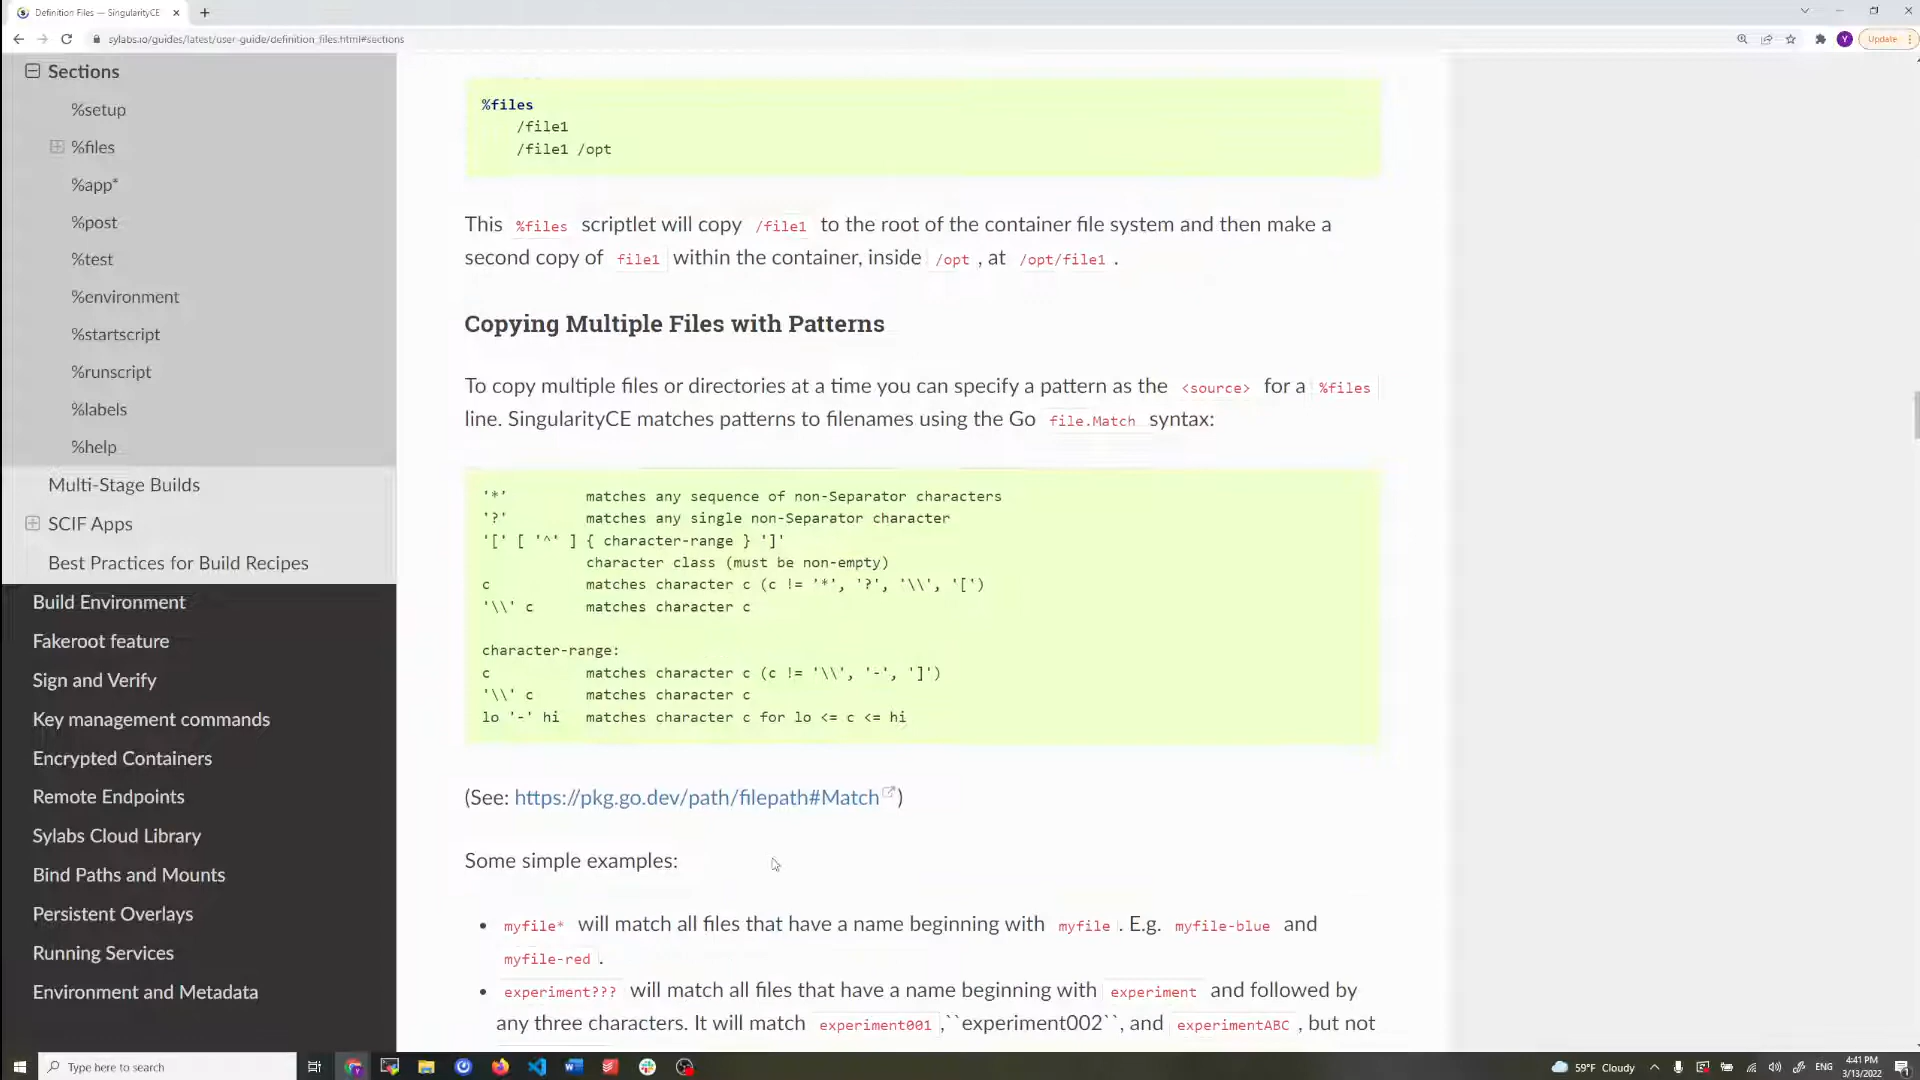 Definition Files — SingularityCE
sylabs.io/guides/latest/user-guide/definition_files.html#sections
Y
Update
Sections
%setup
%files
%app*
%post
%test
%environment
%startscript
%runscript
%labels
%help
Multi-Stage Builds
SCIF Apps
Best Practices for Build Recipes
Build Environment
Fakeroot feature
Sign and Verify
Key management commands
Encrypted Containers
Remote Endpoints
Sylabs Cloud Library
Bind Paths and Mounts
Persistent Overlays
Running Services
Environment and Metadata
%files
/file1
/file1 /opt
This %files scriptlet will copy /file1 to the root of the container file system and then make a
second copy of file1 within the container, inside /opt , at /opt/file1 .
Copying Multiple Files with Patterns
To copy multiple files or directories at a time you can specify a pattern as the <source> for a %files
line. SingularityCE matches patterns to filenames using the Go file.Match syntax:
'*' matches any sequence of non-Separator characters
'?' matches any single non-Separator character
'[' [ '^' ] { character-range } ']'
character class (must be non-empty)
c matches character c (c != '*', '?', '\\', '[')
'\\' c matches character c
character-range:
c matches character c (c != '\\', '-', ']')
'\\' c matches character c
lo '-' hi matches character c for lo <= c <= hi
(See: https://pkg.go.dev/path/filepath#Match)
Some simple examples:
• myfile* will match all files that have a name beginning with myfile . E.g. myfile-blue and
myfile-red .
• experiment??? will match all files that have a name beginning with experiment and followed by
any three characters. It will match experiment001 ,``experiment002``, and experimentABC , but not
Type here to search
59°F Cloudy
ENG
4:41 PM
3/13/2022